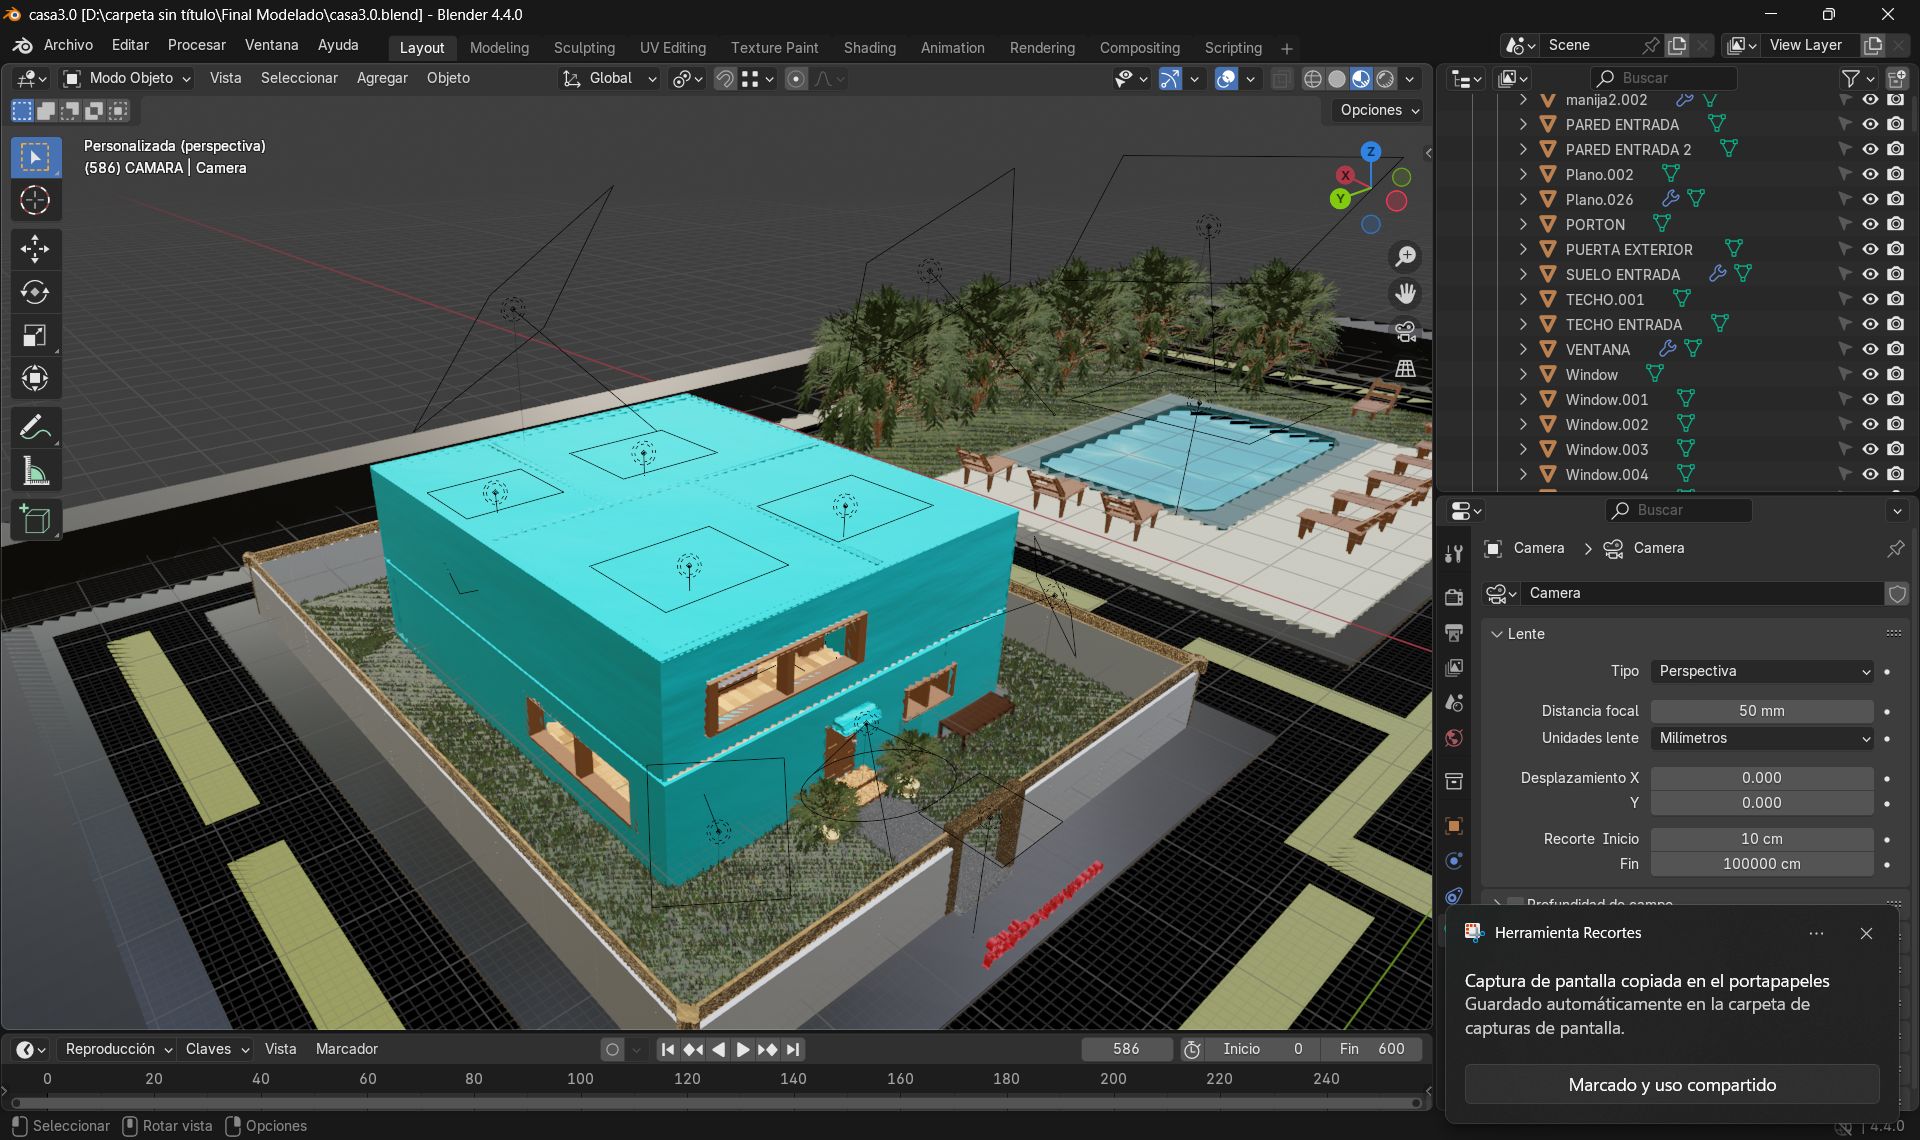 casa3.0 [D:\carpeta sin título\Final Modelado\casa3.0.blend] - Blender 4.4.0
Archivo Editar Procesar Ventana Ayuda
Layout Modeling Sculpting UV Editing Texture Paint Shading Animation Rendering Compositing Scripting
Scene View Layer
Modo Objeto Vista Seleccionar Agregar Objeto
Global
Opciones
Personalizada (perspectiva)
(586) CAMARA | Camera
Z
X
Y
Buscar
manija2.002
PARED ENTRADA
PARED ENTRADA 2
Plano.002
Plano.026
PORTON
PUERTA EXTERIOR
SUELO ENTRADA
TECHO.001
TECHO ENTRADA
VENTANA
Window
Window.001
Window.002
Window.003
Window.004
Buscar
Camera Camera
Camera
Lente
Tipo Perspectiva
Distancia focal 50 mm
Unidades lente Milímetros
Desplazamiento X 0.000
Y 0.000
Recorte Inicio 10 cm
Fin 100000 cm
Profundidad de campo
Herramienta Recortes
Captura de pantalla copiada en el portapapeles
Guardado automáticamente en la carpeta de
capturas de pantalla.
Marcado y uso compartido
Reproducción Claves Vista Marcador
586 Inicio 0 Fin 600
0 20 40 60 80 100 120 140 160 180 200 220 240
Seleccionar Rotar vista Opciones
4.4.0